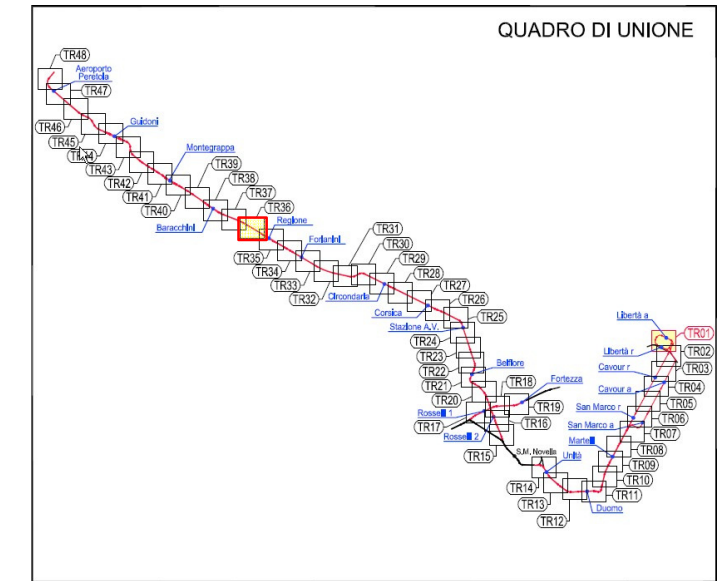 QUADRO DI UNIONE
TR48
Aeroporto
Peretola
TR47
TR46
Guidoni
TR45
TR43
Montegrappa
TR42
TR39
TR41
TR38
TR40
TR37
Baracchini
TR36
Regione
TR35
Forlanini
TR31
TR34
TR30
TR33
TR29
TR32
TR28
Circondaria
TR27
Corsica
TR26
Stazione A.V.
TR25
Libertà a
TR01
TR24
Libertà r
TR02
TR23
Cavour r
TR03
TR22
Belfiore
Cavour a
TR04
TR21
TR18
Fortezza
TR05
TR20
San Marco r
TR06
Rosselli 1
TR19
San Marco a
TR07
TR17
TR16
Rosselli 2
Martelli
TR08
TR15
S.M. Novella
Unità
TR09
TR14
TR10
TR13
TR11
TR12
Duomo